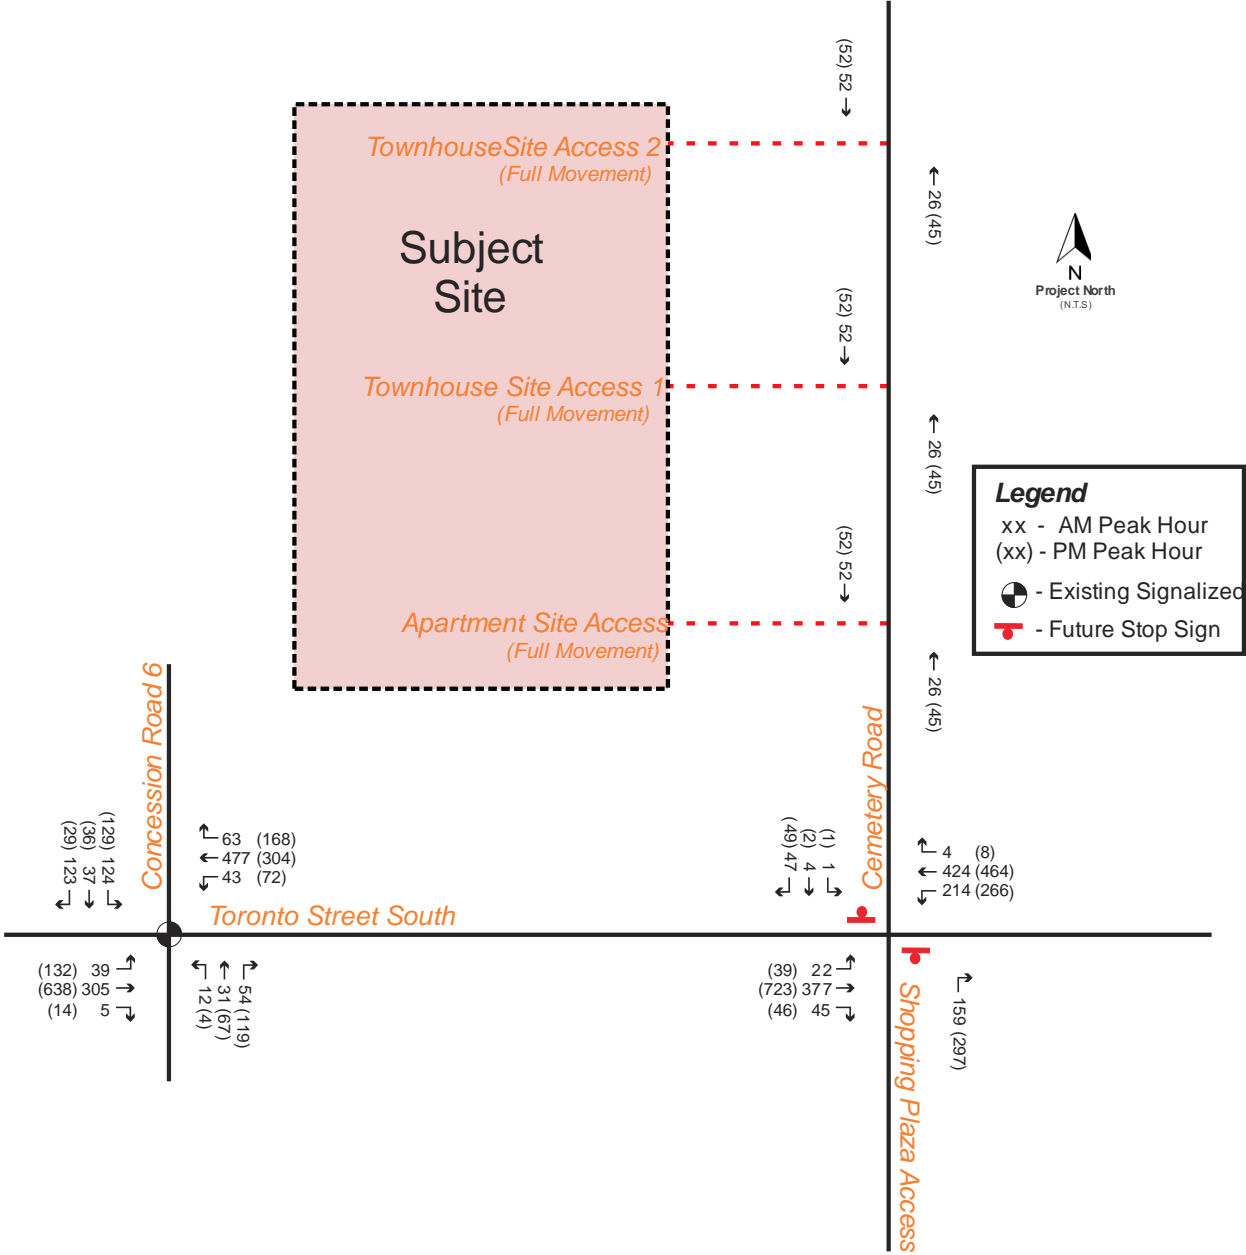 (52) 52
TownhouseSite Access 2
(Full Movement)
26 (45)
Subject
Site
N
Project North
(N.T.S)
(52) 52
Townhouse Site Access 1
(Full Movement)
26 (45)
Legend
xx - AM Peak Hour
(xx) - PM Peak Hour
- Existing Signalized
- Future Stop Sign
(52) 52
Apartment Site Access
(Full Movement)
26 (45)
Concession Road 6
Cemetery Road
(29) 123
(36) 37
(129) 124
63 (168)
477 (304)
43 (72)
(49) 47
(2) 4
(1) 1
4 (8)
424 (464)
214 (266)
Toronto Street South
(132) 39
(638) 305
(14) 5
12 (4)
31 (67)
54 (119)
(39) 22
(723) 377
(46) 45
Shopping Plaza Access
159 (297)